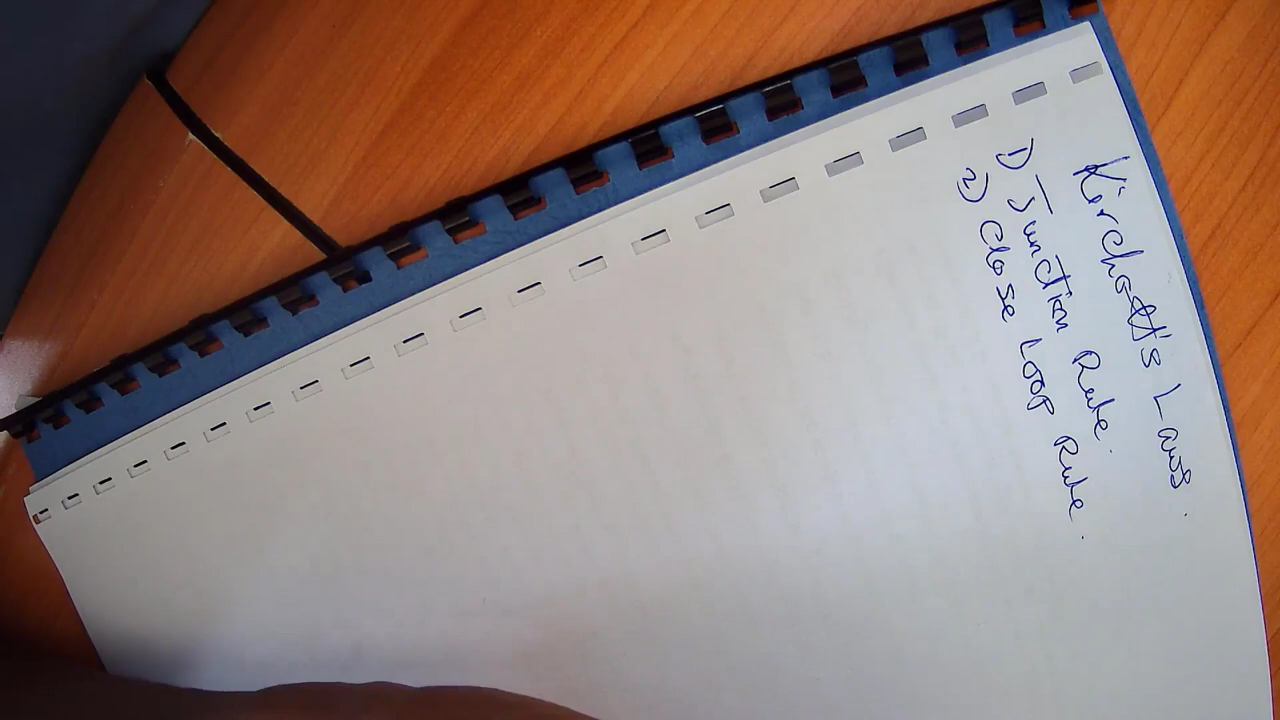 Kirchoff's Laws.
1) Junction Rule.
2) Close Loop Rule.